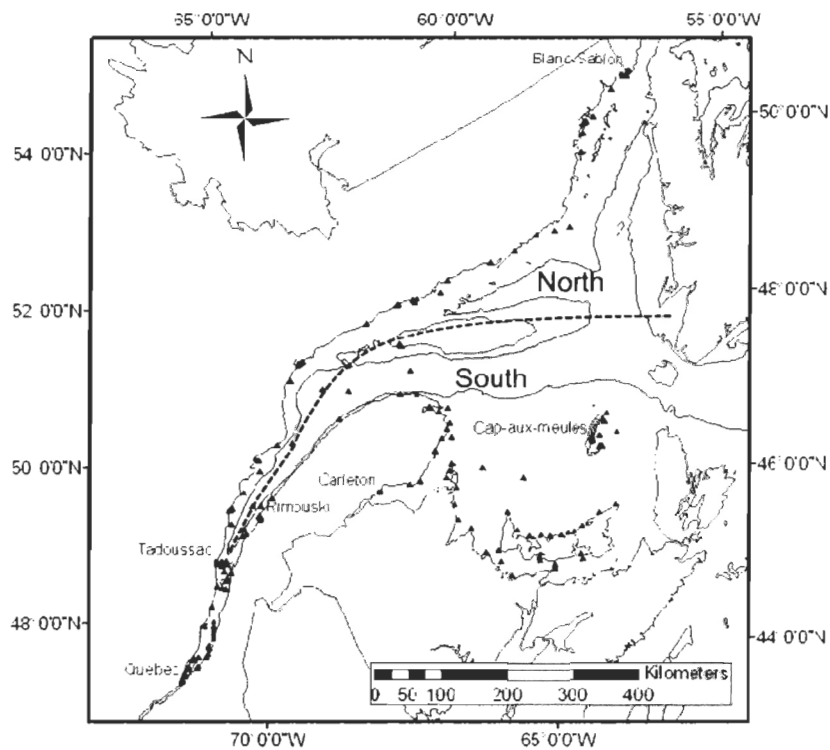 65°0'0"W 60°0'0"W 55°0'0"W
N
Blanc-Sablon
50°0'0"N
54°0'0"N
North
48°0'0"N
52°0'0"N
South
Cap-aux-meules
50°0'0"N
46°0'0"N
Carleton
Rimouski
Tadoussac
48°0'0"N
44°0'0"N
Quebec
Kilometers
0 50 100 200 300 400
70°0'0"W 65°0'0"W